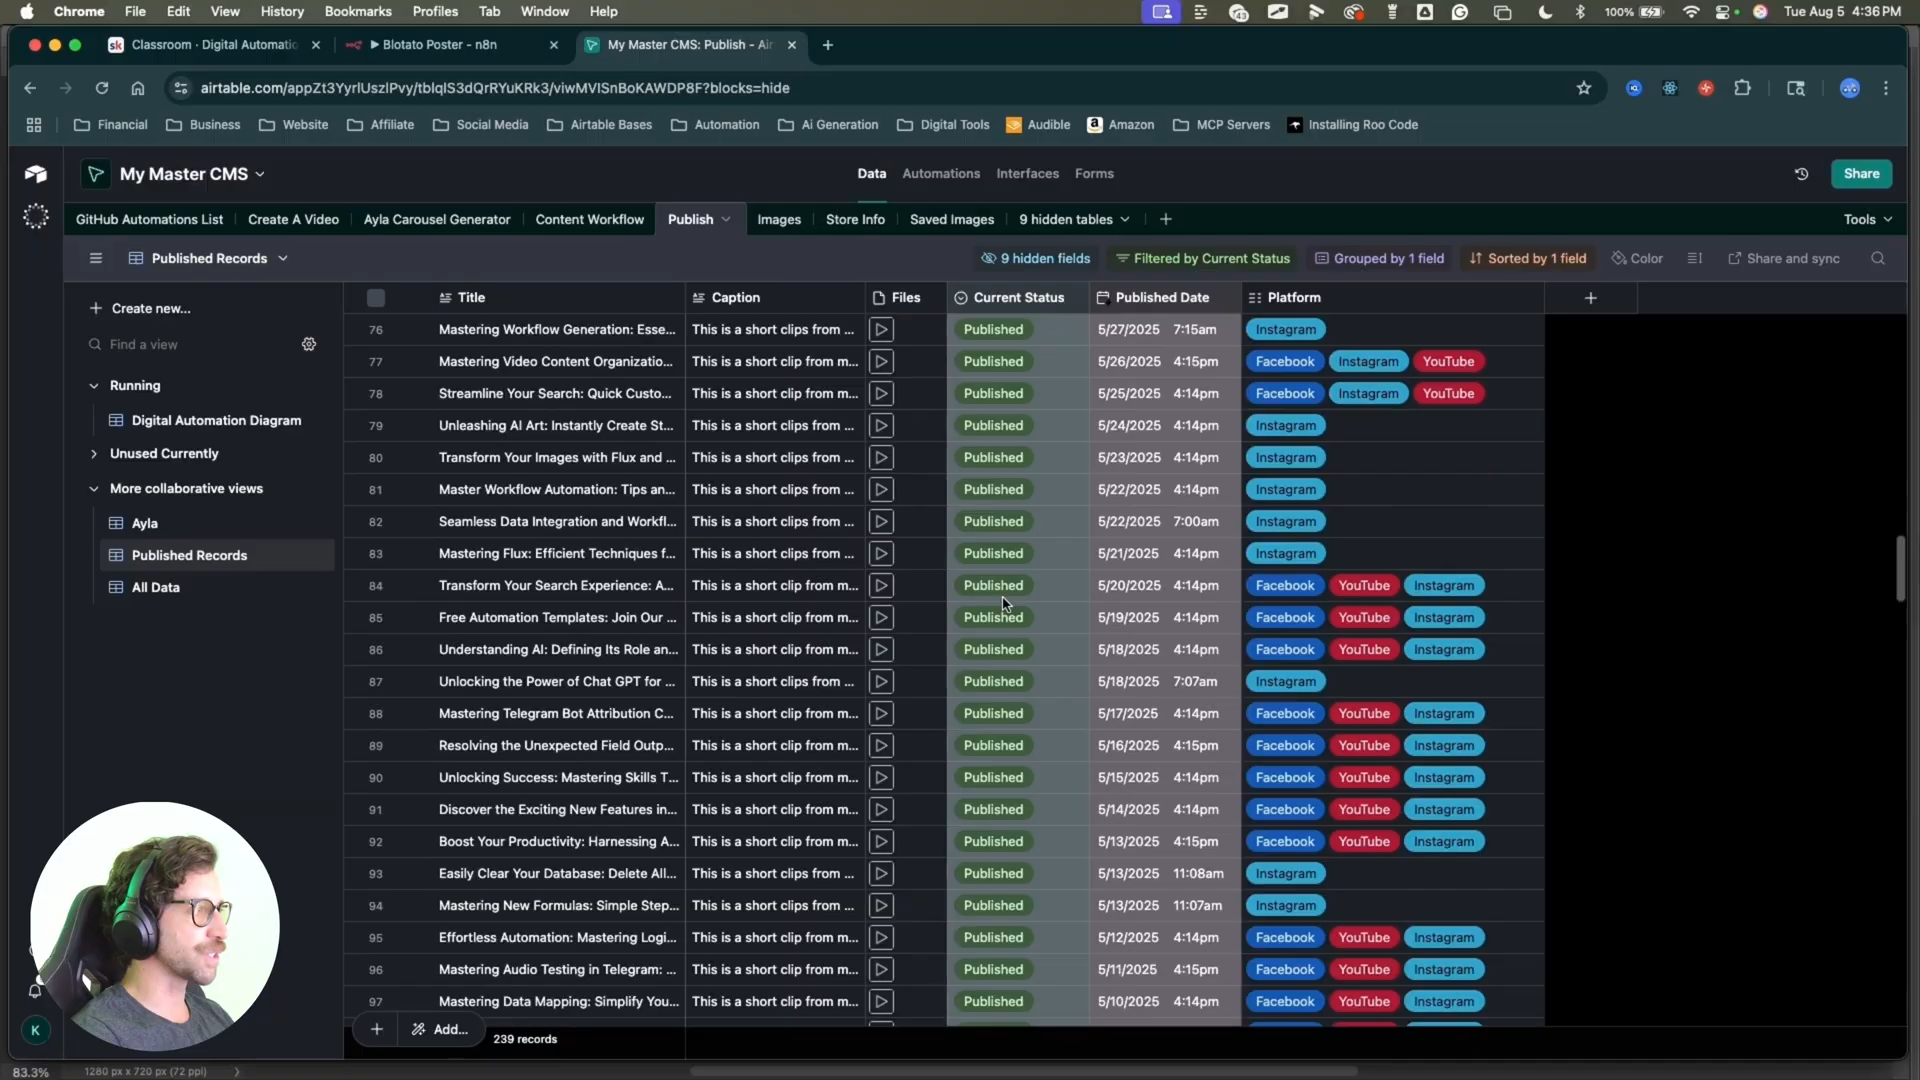 Chrome File Edit View History Bookmarks Profiles Tab Window Help 43 100% Tue Aug 5 4:36 PM
sk Classroom · Digital Automatio Blotato Poster - n8n My Master CMS: Publish - Air
airtable.com/appZt3YyrlUszlPvy/tblqlS3dQrRYuKRk3/viwMVlSnBoKAWDP8F?blocks=hide
Financial Business Website Affiliate Social Media Airtable Bases Automation Ai Generation Digital Tools Audible Amazon MCP Servers Installing Roo Code
My Master CMS Data Automations Interfaces Forms Share
GitHub Automations List Create A Video Ayla Carousel Generator Content Workflow Publish Images Store Info Saved Images 9 hidden tables Tools
Published Records 9 hidden fields Filtered by Current Status Grouped by 1 field Sorted by 1 field Color Share and sync
Create new...
Find a view
Running
Digital Automation Diagram
Unused Currently
More collaborative views
Ayla
Published Records
All Data
Title Caption Files Current Status Published Date Platform
76 Mastering Workflow Generation: Esse... This is a short clips from ... Published 5/27/2025 7:15am Instagram
77 Mastering Video Content Organizatio... This is a short clips from m... Published 5/26/2025 4:15pm Facebook Instagram YouTube
78 Streamline Your Search: Quick Custo... This is a short clips from m... Published 5/25/2025 4:14pm Facebook Instagram YouTube
79 Unleashing AI Art: Instantly Create St... This is a short clips from ... Published 5/24/2025 4:14pm Instagram
80 Transform Your Images with Flux and ... This is a short clips from ... Published 5/23/2025 4:14pm Instagram
81 Master Workflow Automation: Tips an... This is a short clips from ... Published 5/22/2025 4:14pm Instagram
82 Seamless Data Integration and Workfl... This is a short clips from ... Published 5/22/2025 7:00am Instagram
83 Mastering Flux: Efficient Techniques f... This is a short clips from ... Published 5/21/2025 4:14pm Instagram
84 Transform Your Search Experience: A... This is a short clips from m... Published 5/20/2025 4:14pm Facebook YouTube Instagram
85 Free Automation Templates: Join Our ... This is a short clips from m... Published 5/19/2025 4:14pm Facebook YouTube Instagram
86 Understanding AI: Defining Its Role an... This is a short clips from m... Published 5/18/2025 4:14pm Facebook YouTube Instagram
87 Unlocking the Power of Chat GPT for ... This is a short clips from ... Published 5/18/2025 7:07am Instagram
88 Mastering Telegram Bot Attribution C... This is a short clip from m... Published 5/17/2025 4:14pm Facebook YouTube Instagram
89 Resolving the Unexpected Field Outp... This is a short clip from m... Published 5/16/2025 4:15pm Facebook YouTube Instagram
90 Unlocking Success: Mastering Skills T... This is a short clip from m... Published 5/15/2025 4:14pm Facebook YouTube Instagram
91 Discover the Exciting New Features in... This is a short clip from m... Published 5/14/2025 4:14pm Facebook YouTube Instagram
92 Boost Your Productivity: Harnessing A... This is a short clip from m... Published 5/13/2025 4:15pm Facebook YouTube Instagram
93 Easily Clear Your Database: Delete All... This is a short clips from ... Published 5/13/2025 11:08am Instagram
94 Mastering New Formulas: Simple Step... This is a short clips from ... Published 5/13/2025 11:07am Instagram
95 Effortless Automation: Mastering Logi... This is a short clip from m... Published 5/12/2025 4:14pm Facebook YouTube Instagram
96 Mastering Audio Testing in Telegram: ... This is a short clip from m... Published 5/11/2025 4:15pm Facebook YouTube Instagram
97 Mastering Data Mapping: Simplify You... This is a short clip from m... Published 5/10/2025 4:14pm Facebook YouTube Instagram
K Add... 239 records
83.3% 1280 px x 720 px (72 ppi)